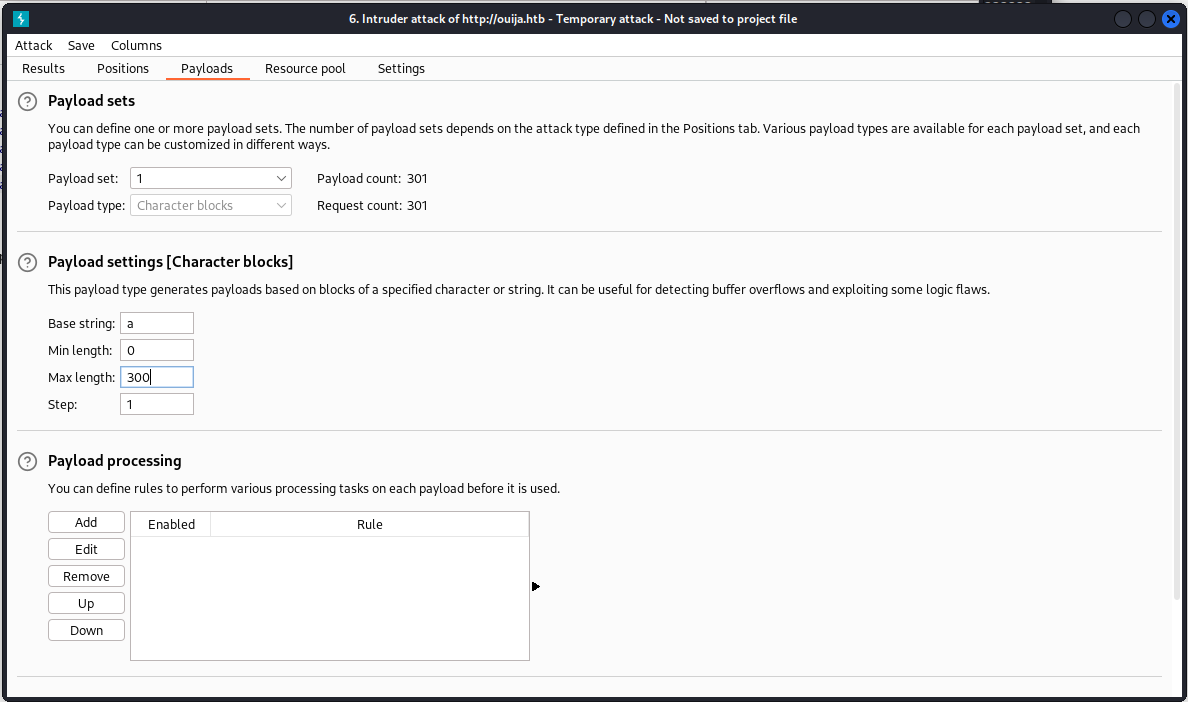 6. Intruder attack of http://ouija.htb - Temporary attack - Not saved to project file
Attack Save Columns
Results Positions Payloads Resource pool Settings
? Payload sets
You can define one or more payload sets. The number of payload sets depends on the attack type defined in the Positions tab. Various payload types are available for each payload set, and each
payload type can be customized in different ways.
Payload set: 1 Payload count: 301
Payload type: Character blocks Request count: 301
? Payload settings [Character blocks]
This payload type generates payloads based on blocks of a specified character or string. It can be useful for detecting buffer overflows and exploiting some logic flaws.
Base string: a
Min length: 0
Max length: 300
Step: 1
? Payload processing
You can define rules to perform various processing tasks on each payload before it is used.
Add Enabled Rule
Edit
Remove
Up
Down